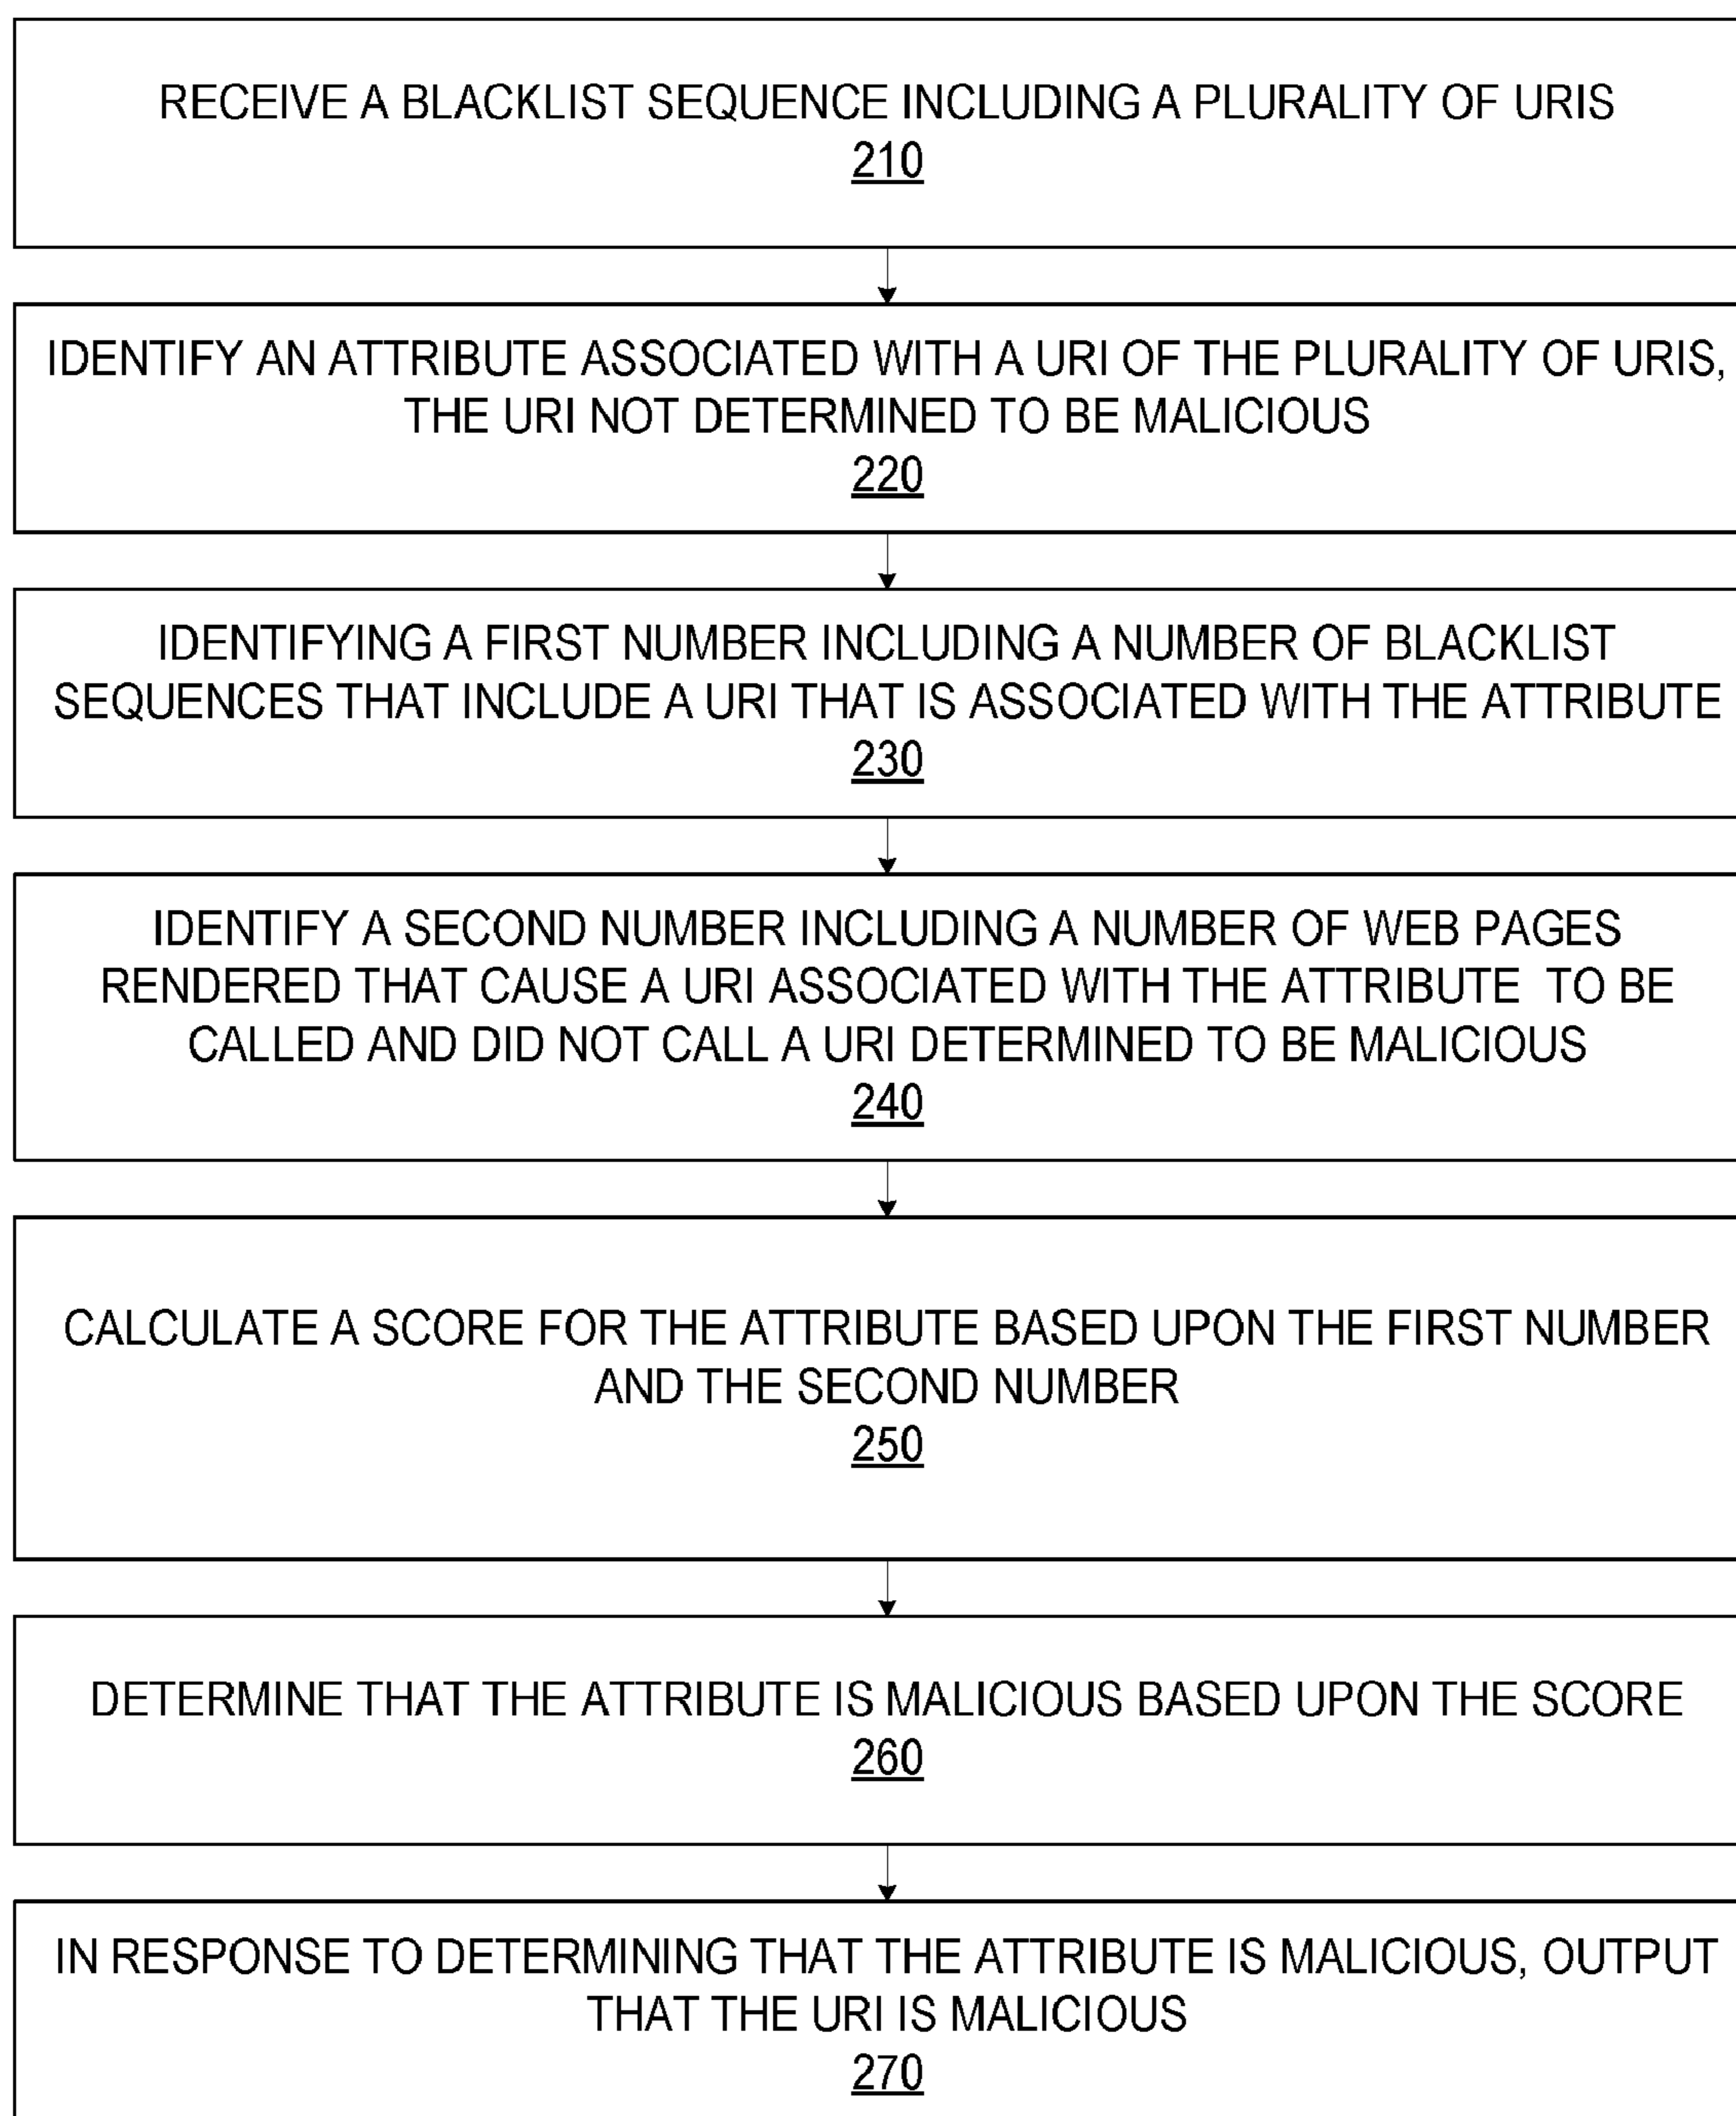 RECEIVE A BLACKLIST SEQUENCE INCLUDING A PLURALITY OF URIS
210
IDENTIFY AN ATTRIBUTE ASSOCIATED WITH A URI OF THE PLURALITY OF URIS,
THE URI NOT DETERMINED TO BE MALICIOUS
220
IDENTIFYING A FIRST NUMBER INCLUDING A NUMBER OF BLACKLIST
SEQUENCES THAT INCLUDE A URI THAT IS ASSOCIATED WITH THE ATTRIBUTE
230
IDENTIFY A SECOND NUMBER INCLUDING A NUMBER OF WEB PAGES
RENDERED THAT CAUSE A URI ASSOCIATED WITH THE ATTRIBUTE TO BE
CALLED AND DID NOT CALL A URI DETERMINED TO BE MALICIOUS
240
CALCULATE A SCORE FOR THE ATTRIBUTE BASED UPON THE FIRST NUMBER
AND THE SECOND NUMBER
250
DETERMINE THAT THE ATTRIBUTE IS MALICIOUS BASED UPON THE SCORE
260
IN RESPONSE TO DETERMINING THAT THE ATTRIBUTE IS MALICIOUS, OUTPUT
THAT THE URI IS MALICIOUS
270